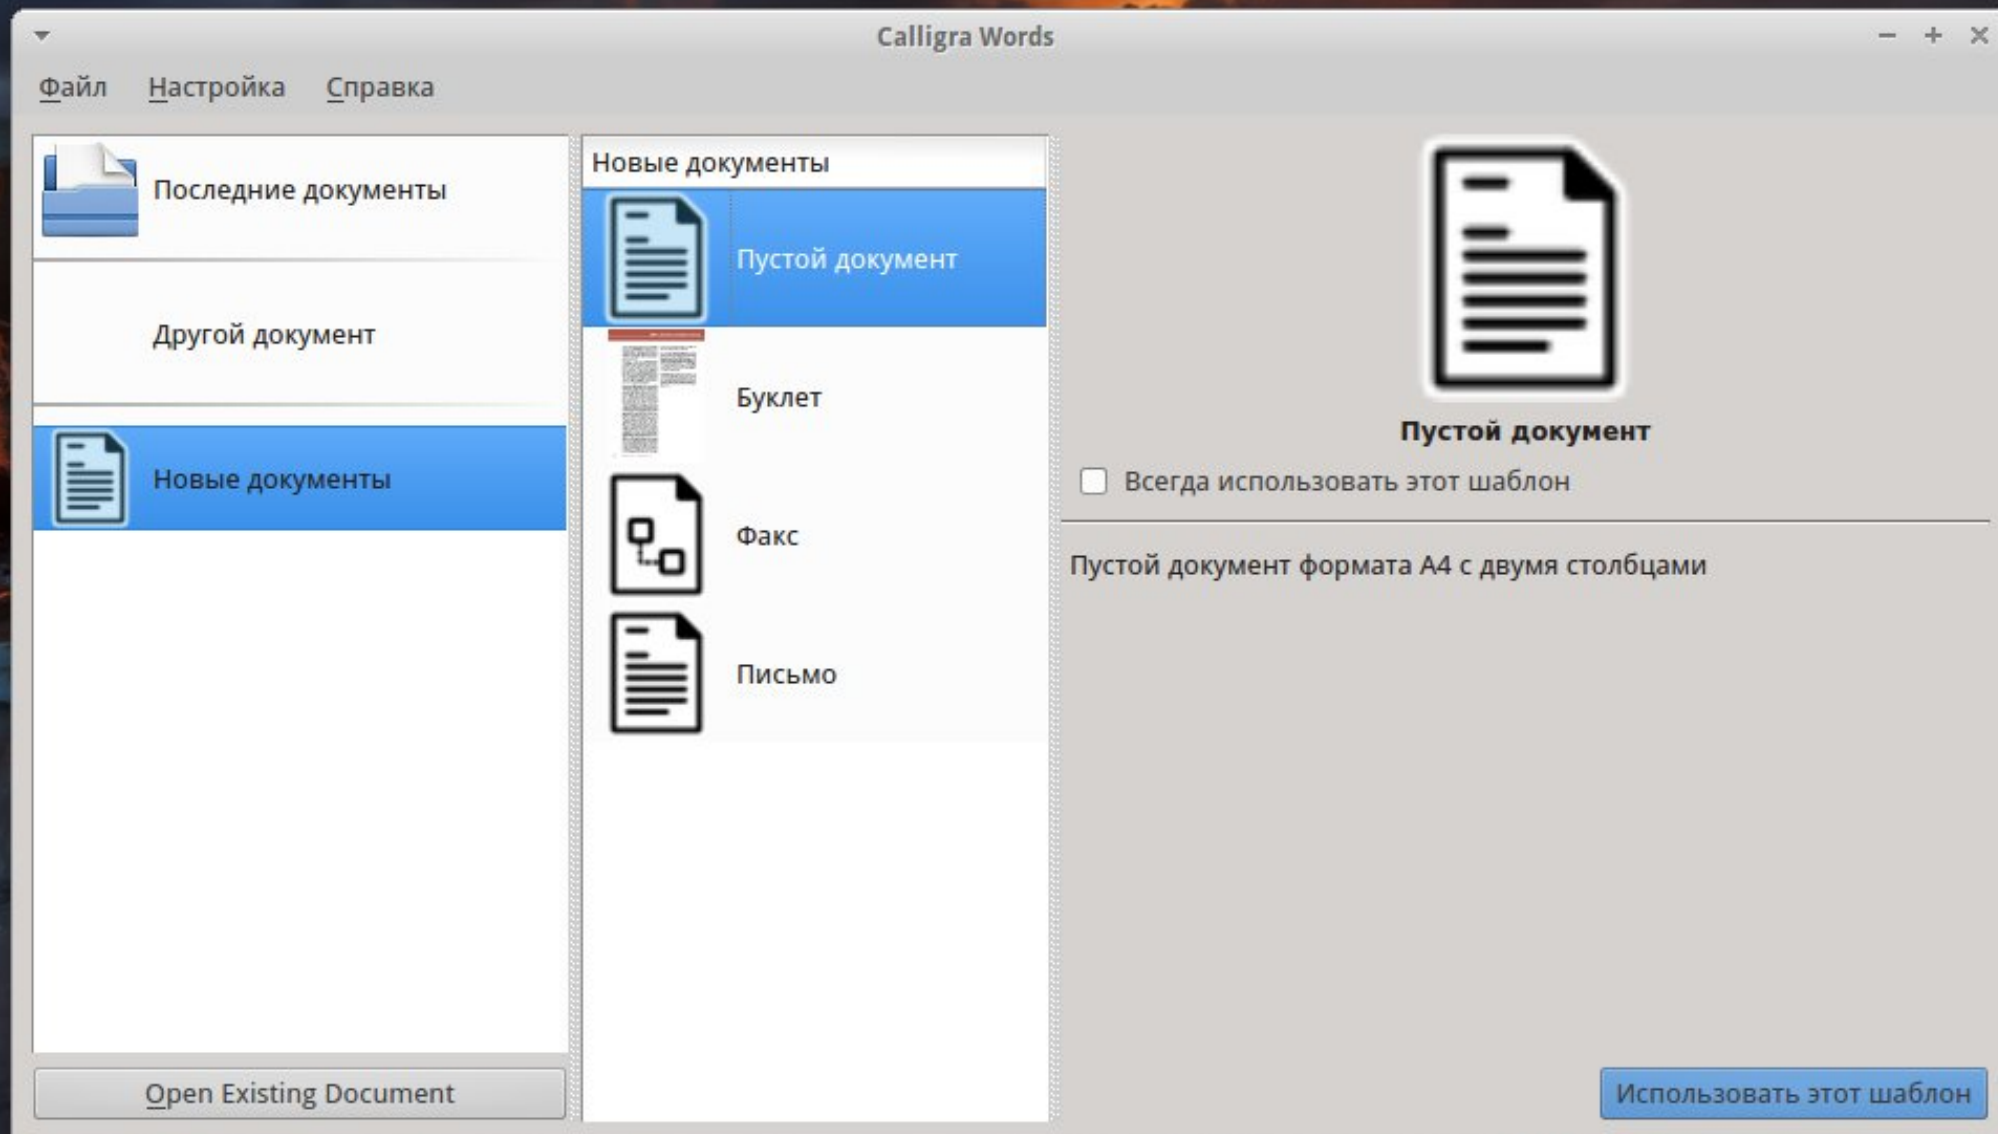 Calligra Words
Файл Настройка Справка
Последние документы
Другой документ
Новые документы
Open Existing Document
Новые документы
Пустой документ
Буклет
Факс
Письмо
Пустой документ
Всегда использовать этот шаблон
Пустой документ формата A4 с двумя столбцами
Использовать этот шаблон